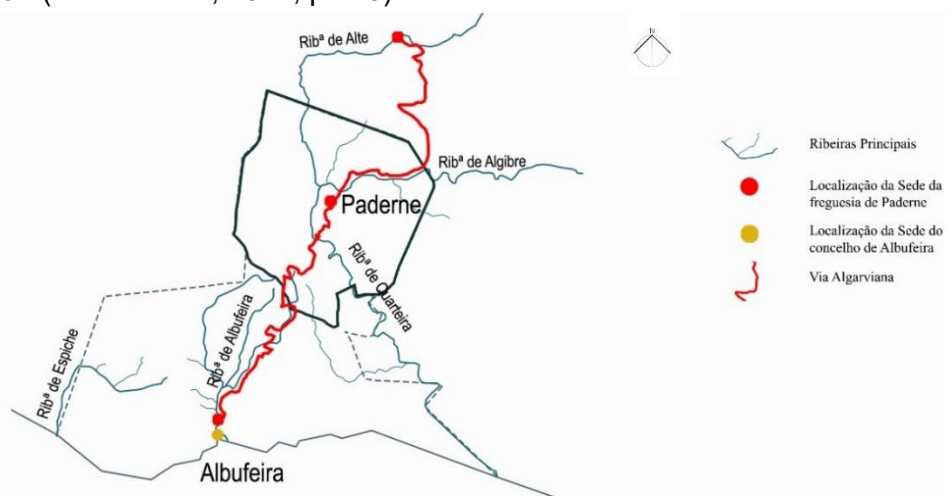 Ribª de Alte
N
Ribª de Algibre
Paderne
Ribª de Quarteira
Ribª de Albufeira
Ribª de Espiche
Albufeira
Ribeiras Principais
Localização da Sede da
freguesia de Paderne
Localização da Sede do
concelho de Albufeira
Via Algarviana